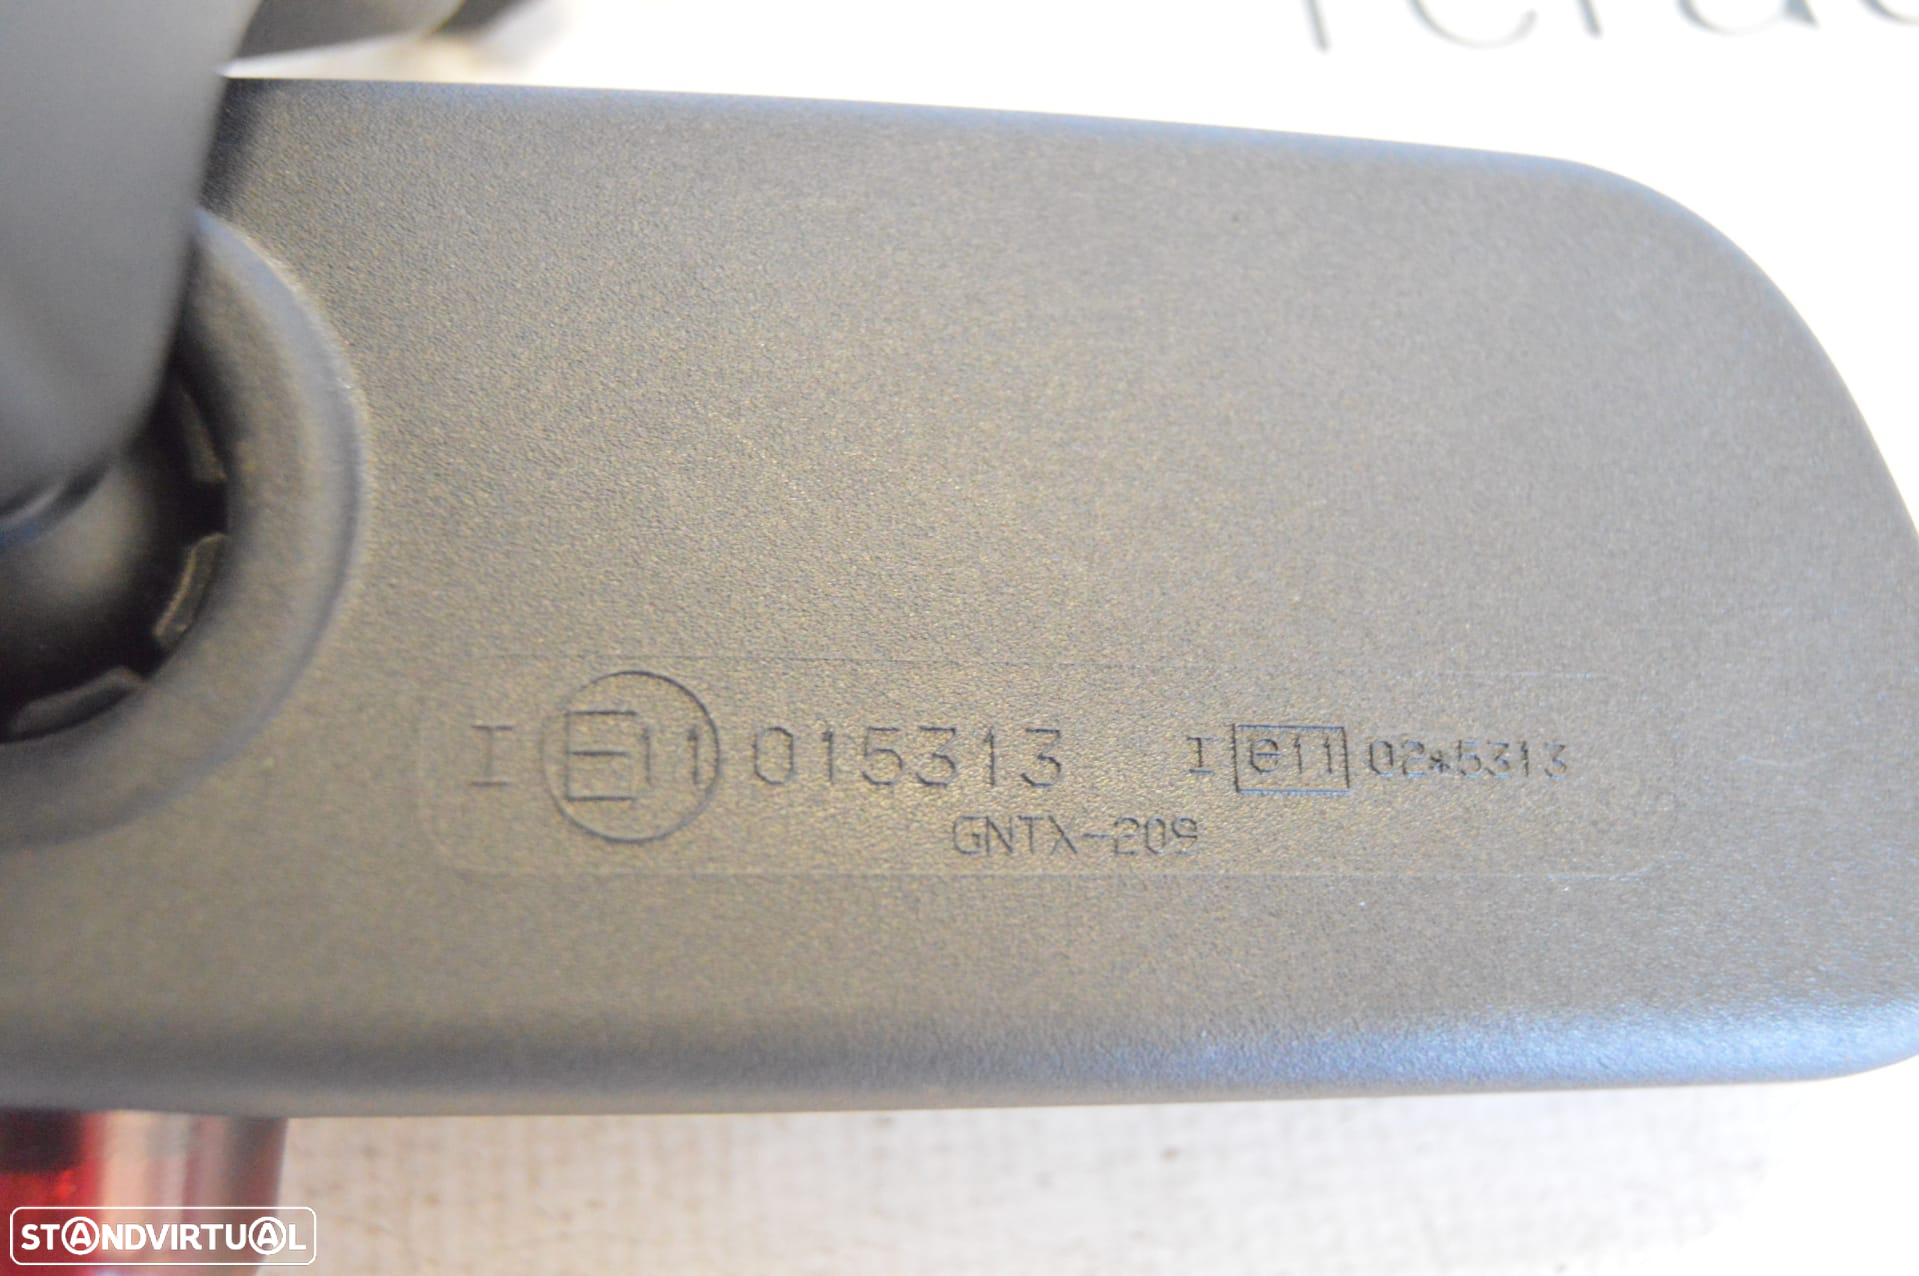 I E11 015313 I e11 02*5313
GNTX-209
STANDVIRTUAL